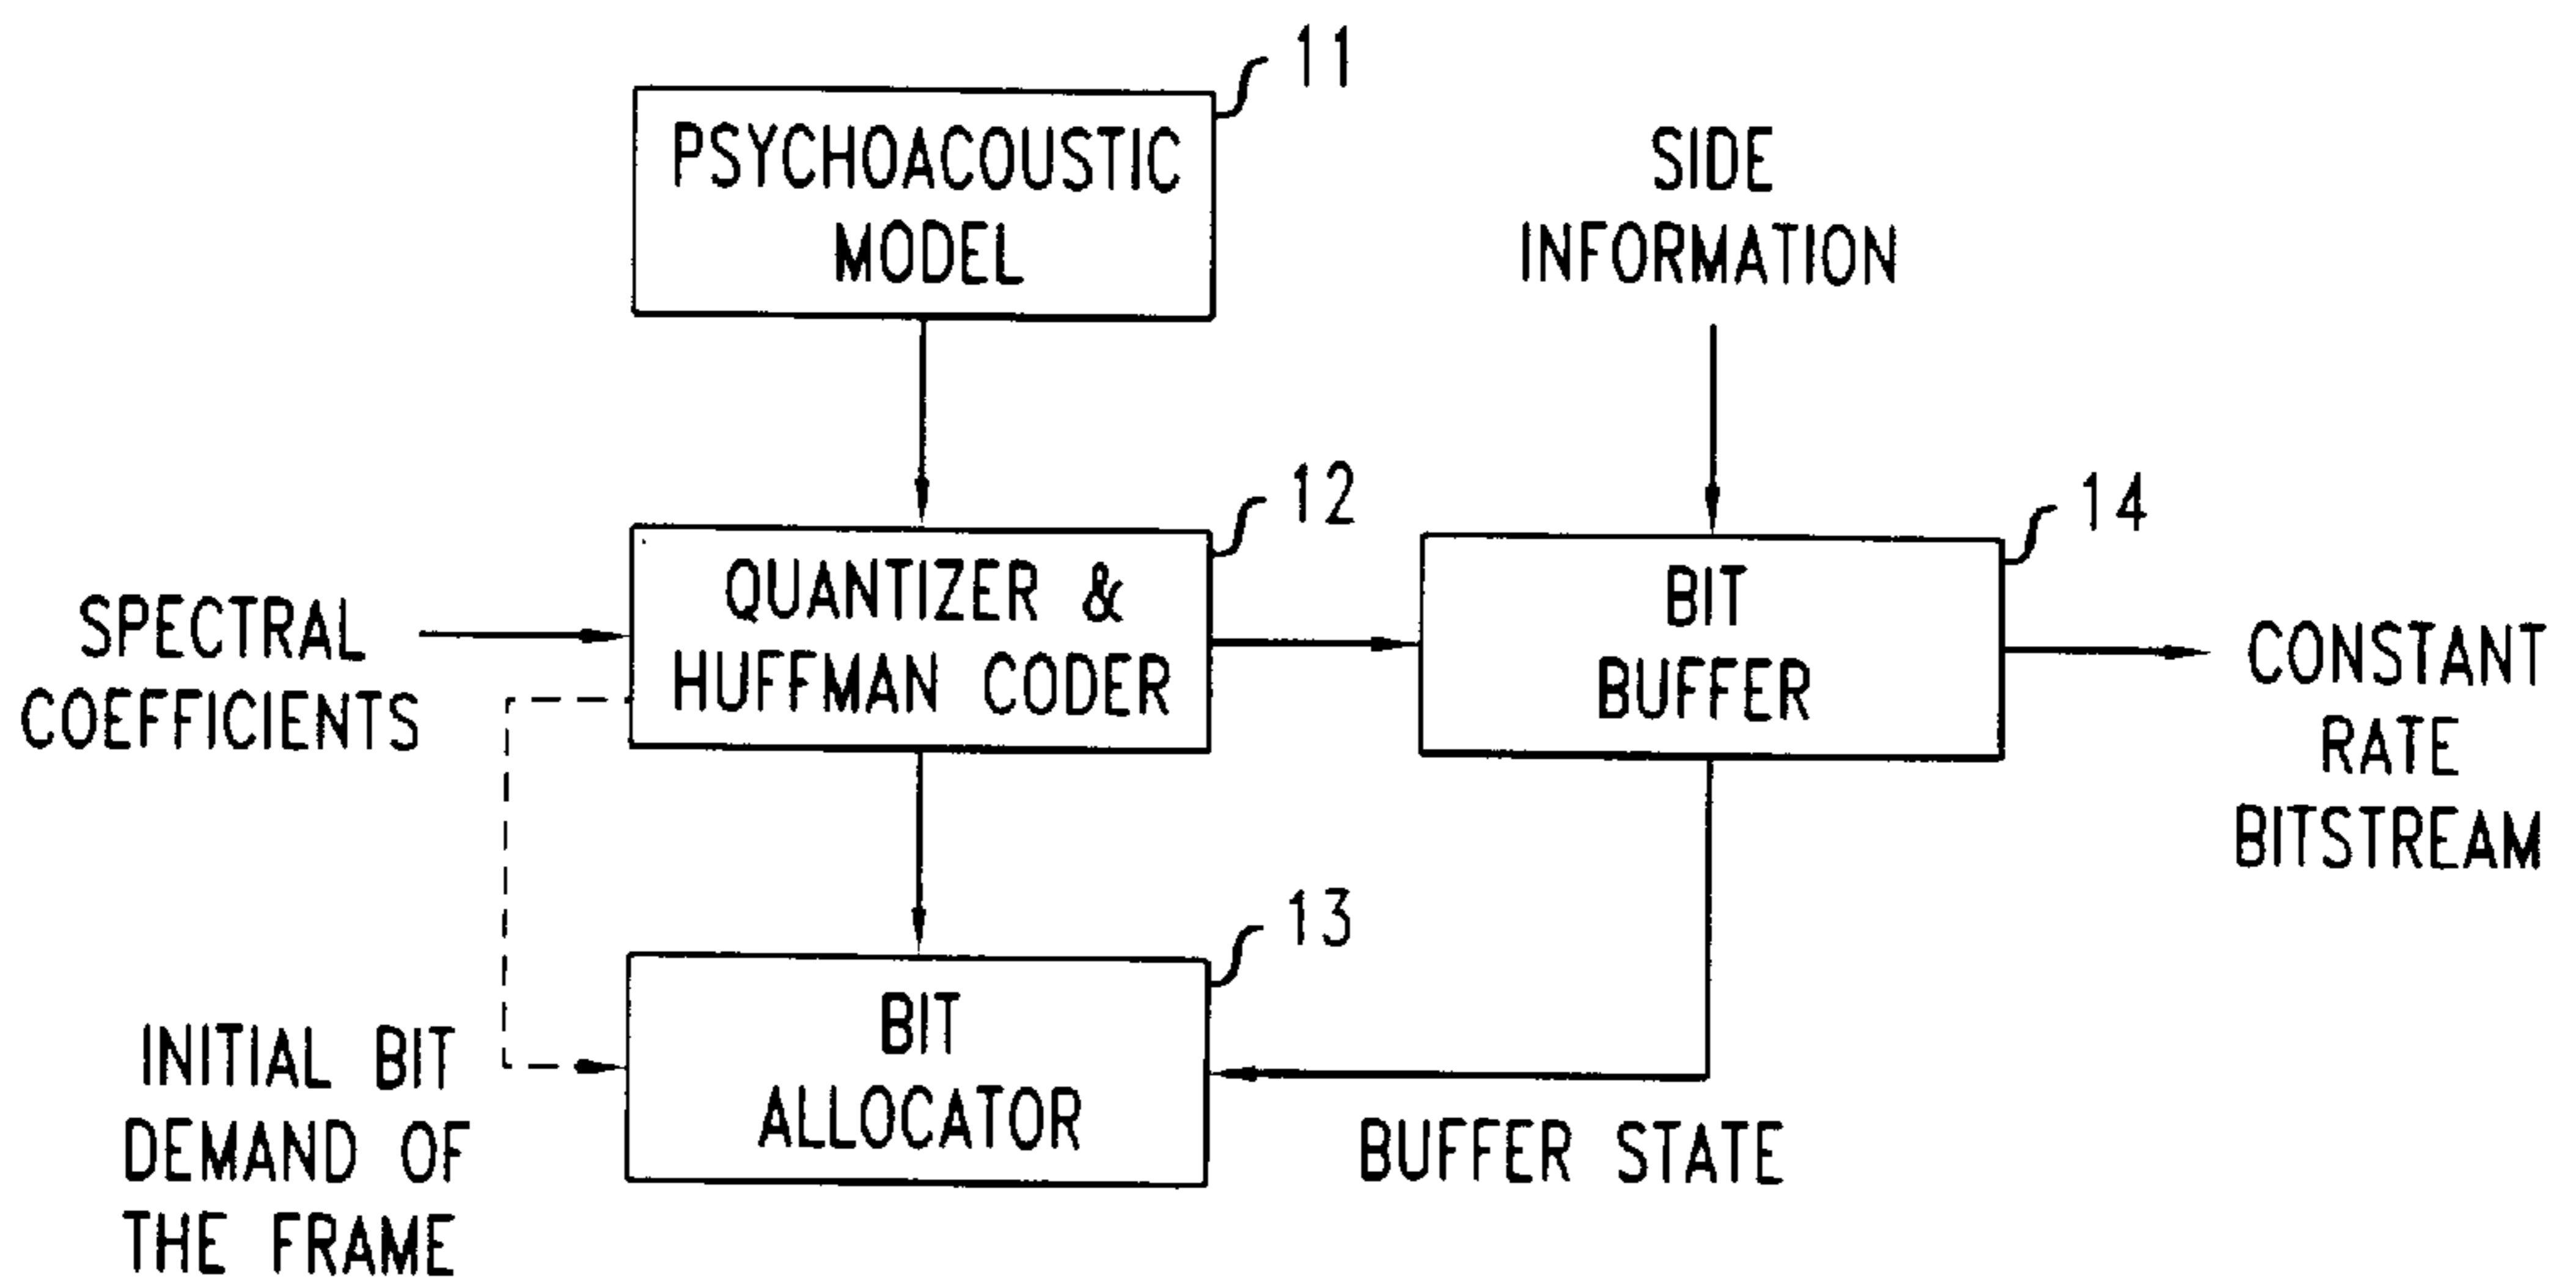 11
PSYCHOACOUSTIC
MODEL
SIDE
INFORMATION
12
14
QUANTIZER &
HUFFMAN CODER
BIT
BUFFER
SPECTRAL
COEFFICIENTS
CONSTANT
RATE
BITSTREAM
13
BIT
ALLOCATOR
INITIAL BIT
DEMAND OF
THE FRAME
BUFFER STATE